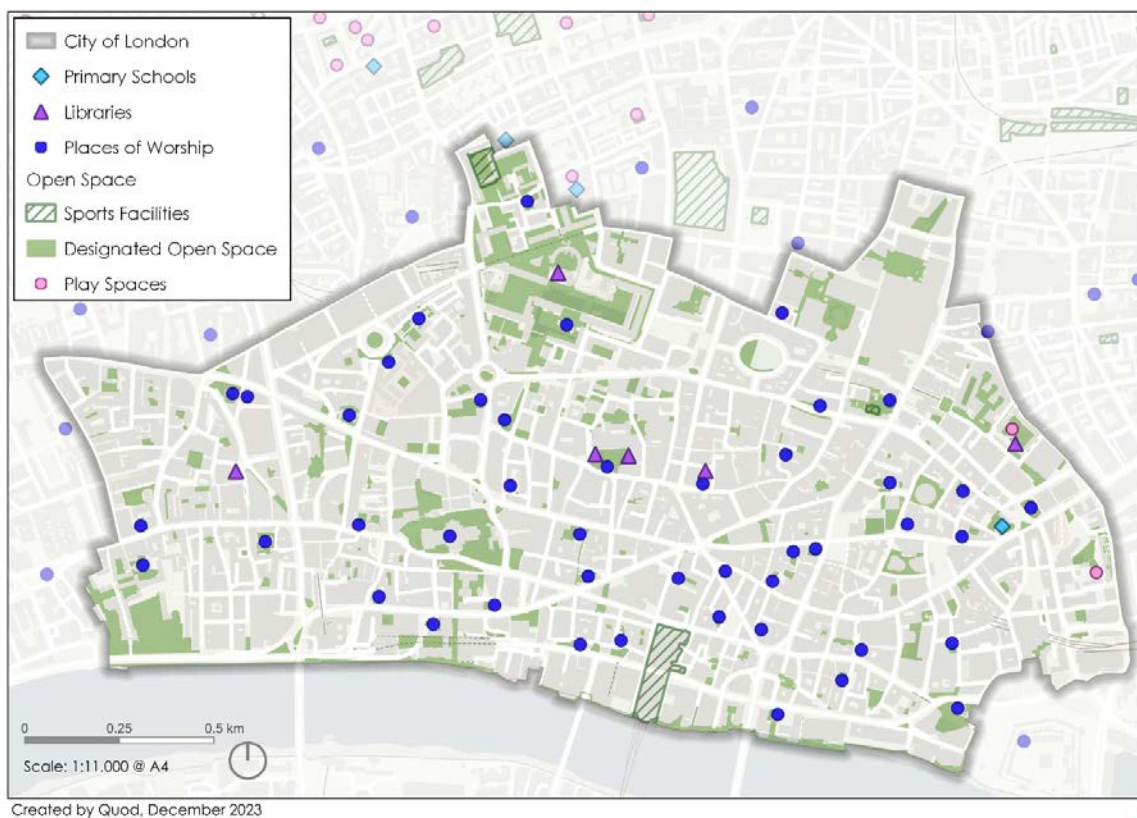 City of London
Primary Schools
Libraries
Places of Worship
Open Space
Sports Facilities
Designated Open Space
Play Spaces
0 0.25 0.5 km
Scale: 1:11,000 @ A4
Created by Quod, December 2023